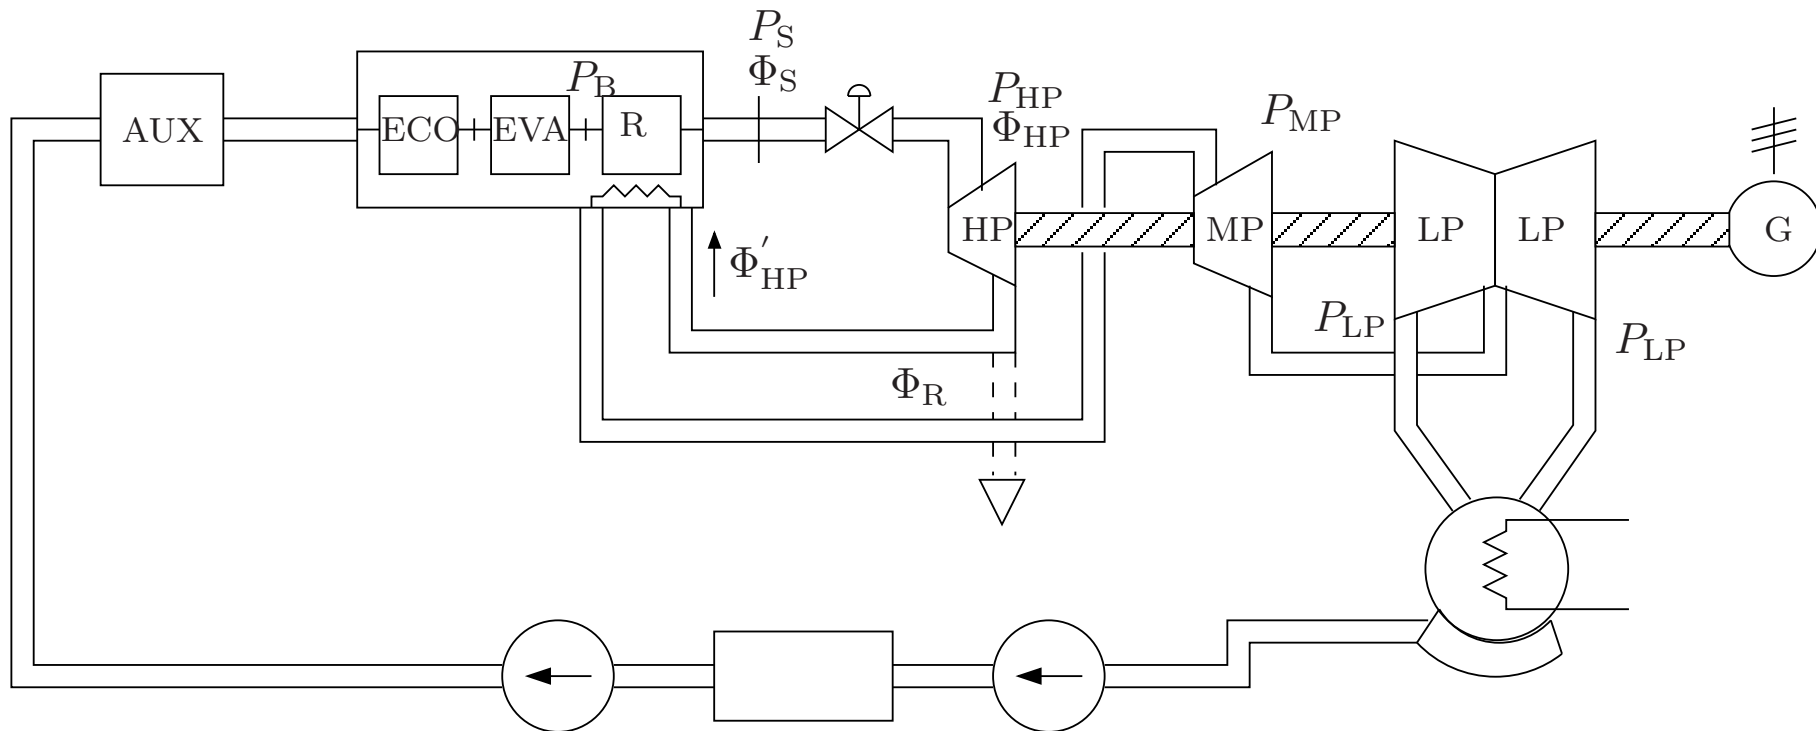 AUX
ECO
EVA
R
P_B
P_S
Φ_S
P_HP
Φ_HP
P_MP
HP
MP
LP
LP
G
Φ'_HP
P_LP
P_LP
Φ_R